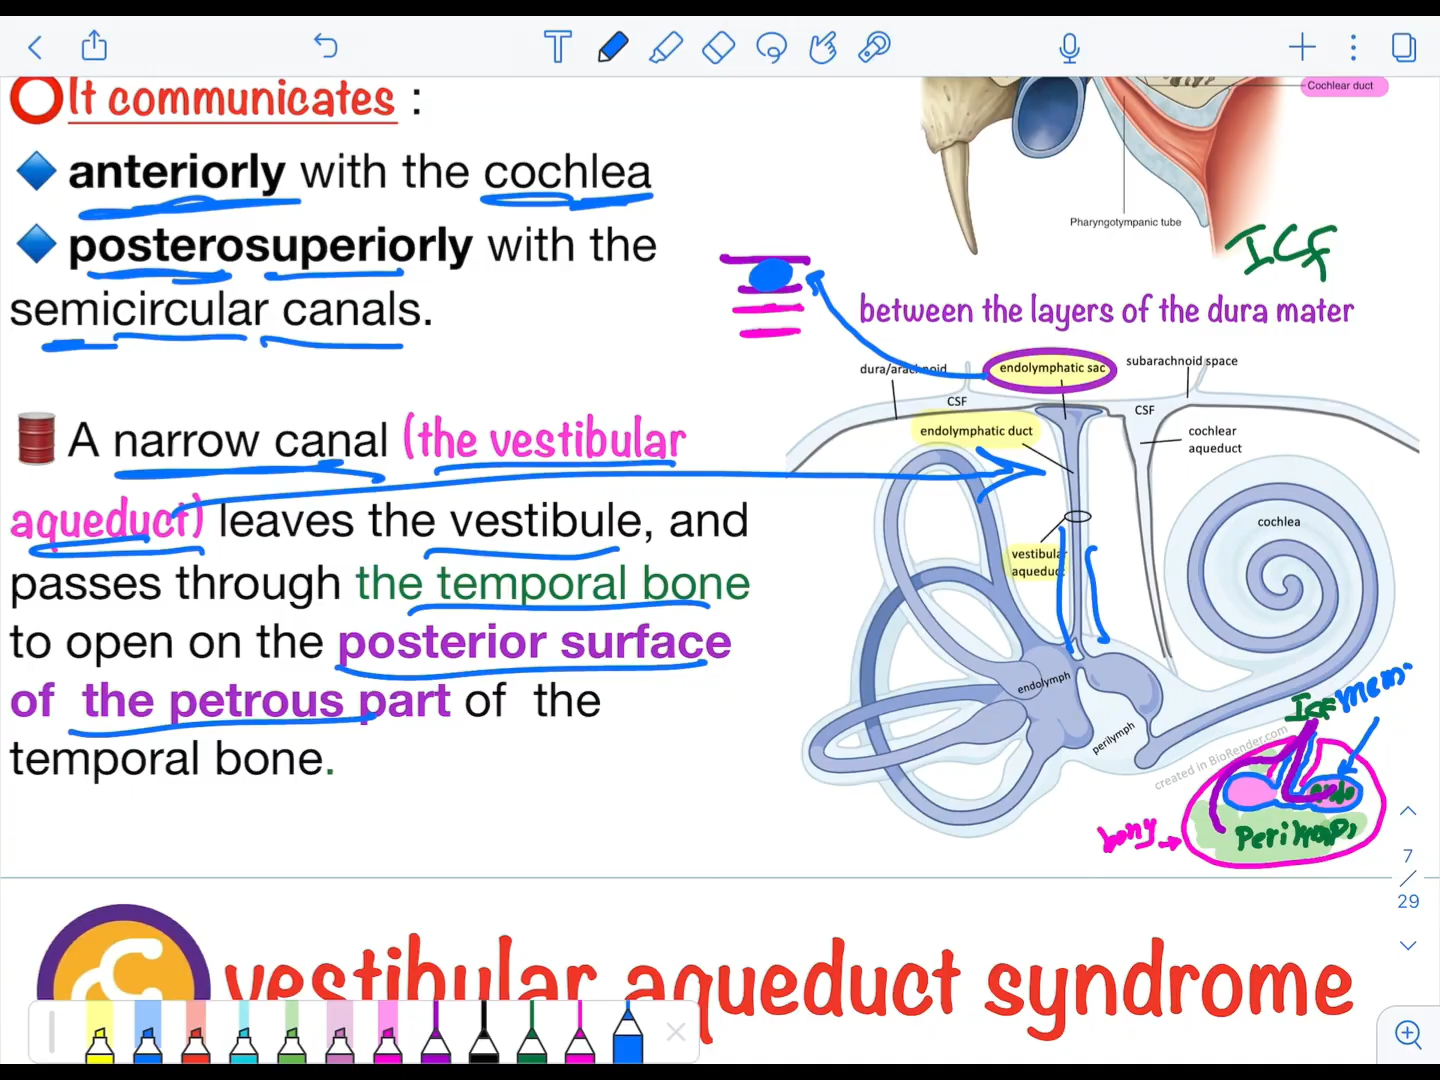 It communicates :
anteriorly with the cochlea
posterosuperiorly with the
semicircular canals.
A narrow canal (the vestibular
aqueduct) leaves the vestibule, and
passes through the temporal bone
to open on the posterior surface
of the petrous part of the
temporal bone.
Cochlear duct
Pharyngotympanic tube
ICF
between the layers of the dura mater
dura/arachnoid
endolymphatic sac
subarachnoid space
CSF
CSF
endolymphatic duct
cochlear
aqueduct
cochlea
vestibular
aqueduct
endolymph
perilymph
created in BioRender.com
ICF
mem.
endo
bony
7
/
29
vestibular aqueduct syndrome